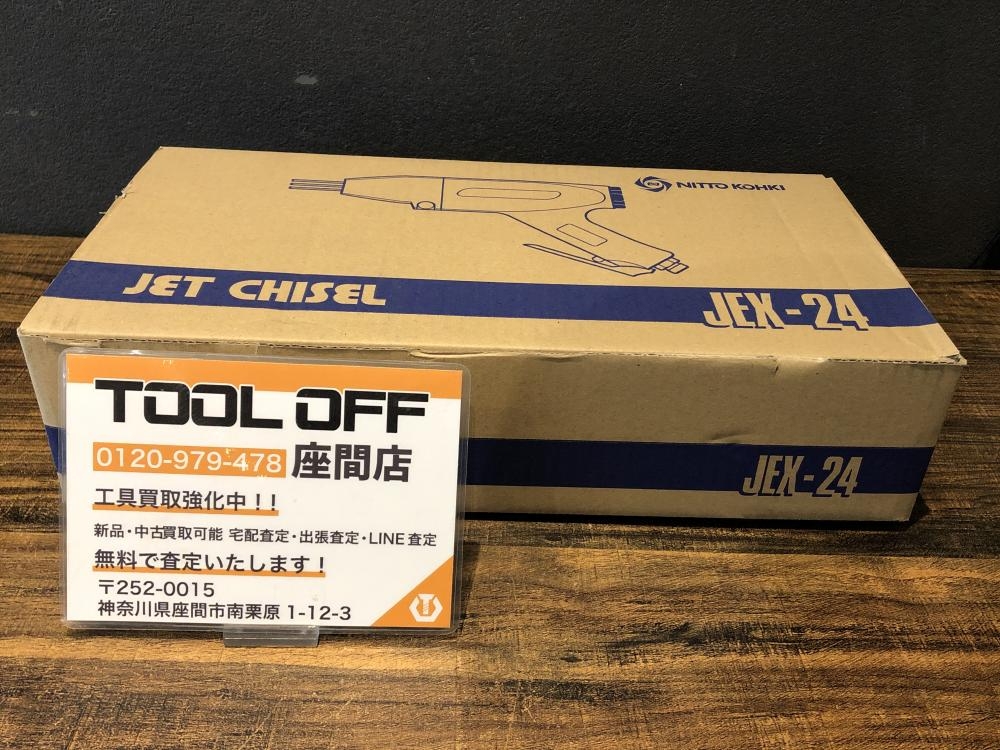 NITTO KOHKI
JET CHISEL
JEX-24
JEX-24
TOOL OFF
0120-979-478 座間店
工具買取強化中！！
新品・中古買取可能 宅配査定・出張査定・LINE査定
無料で査定いたします！
〒252-0015
神奈川県座間市南栗原 1-12-3